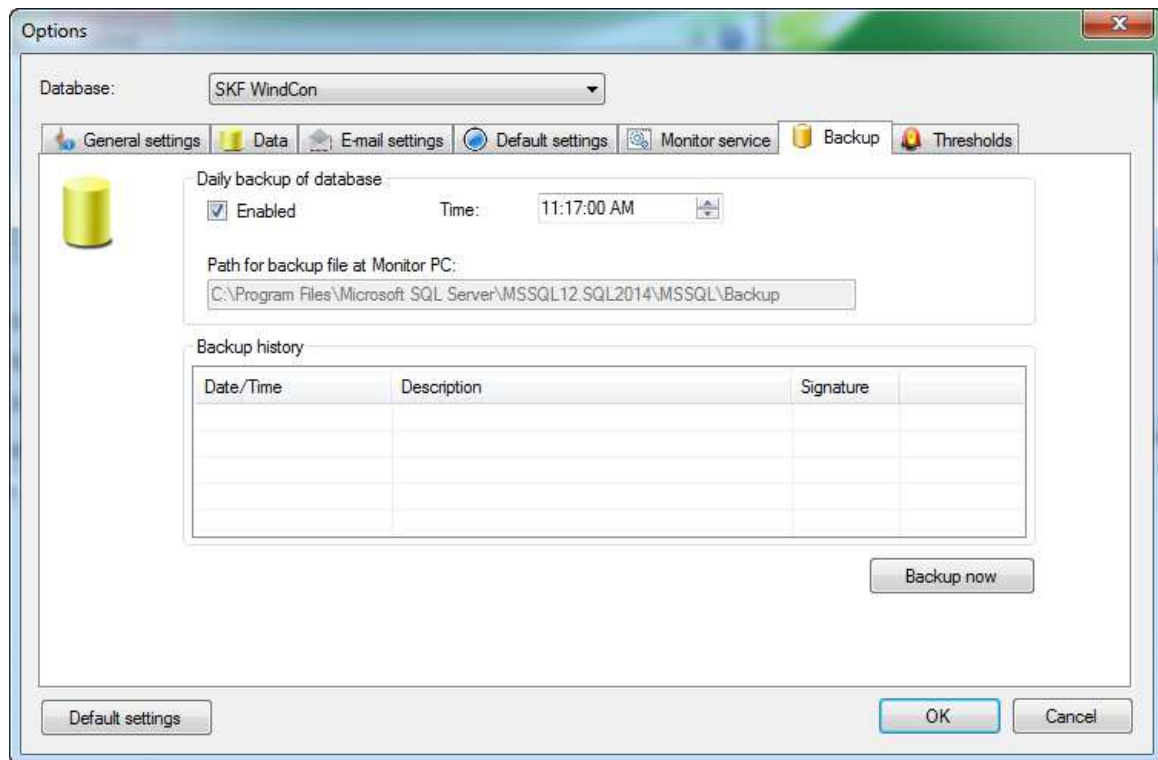 Options
Database: SKF WindCon
General settings Data E-mail settings Default settings Monitor service Backup Thresholds
Daily backup of database
Enabled Time: 11:17:00 AM
Path for backup file at Monitor PC:
C:\Program Files\Microsoft SQL Server\MSSQL12.SQL2014\MSSQL\Backup
Backup history
Date/Time Description Signature
Backup now
Default settings OK Cancel